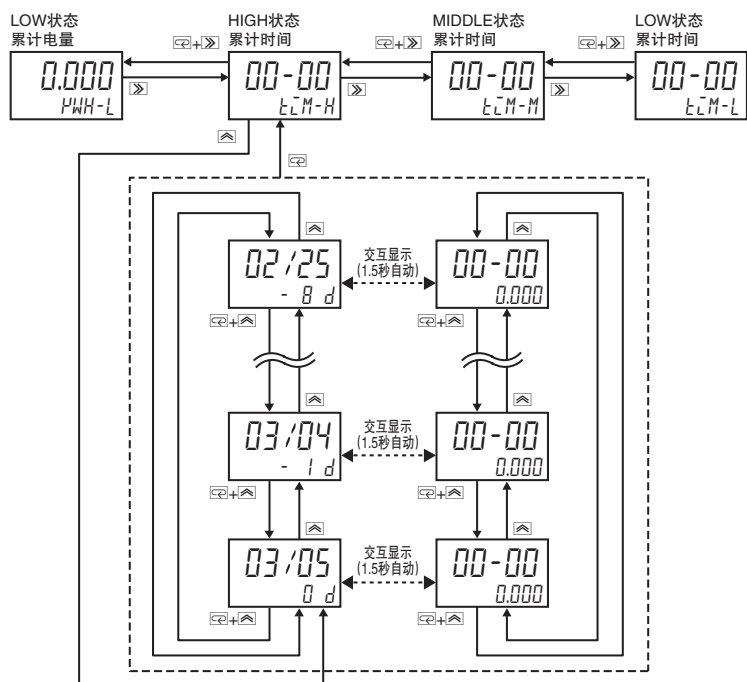 LOW状态
累计电量
HIGH状态
累计时间
MIDDLE状态
累计时间
LOW状态
累计时间
0.000
00-00
00-00
00-00
tiM-H
tiM-M
tiM-L
+
+
+
02/25
- 8 d
交互显示
(1.5秒自动)
00-00
0.000
+
+
03/04
- 1 d
交互显示
(1.5秒自动)
00-00
0.000
+
+
03/05
0 d
交互显示
(1.5秒自动)
00-00
0.000
+
+